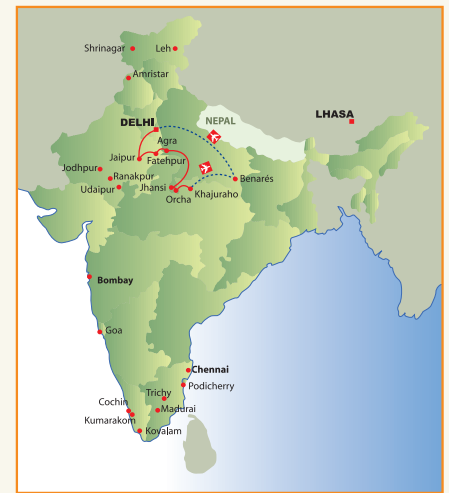 Shrinagar
Leh
Amristar
DELHI
NEPAL
LHASA
Agra
Jaipur
Fatehpur
Jodhpur
Ranakpur
Udaipur
Jhansi
Orcha
Khajuraho
Benarés
Bombay
Goa
Chennai
Podicherry
Trichy
Cochin
Madurai
Kumarakom
Kovalam